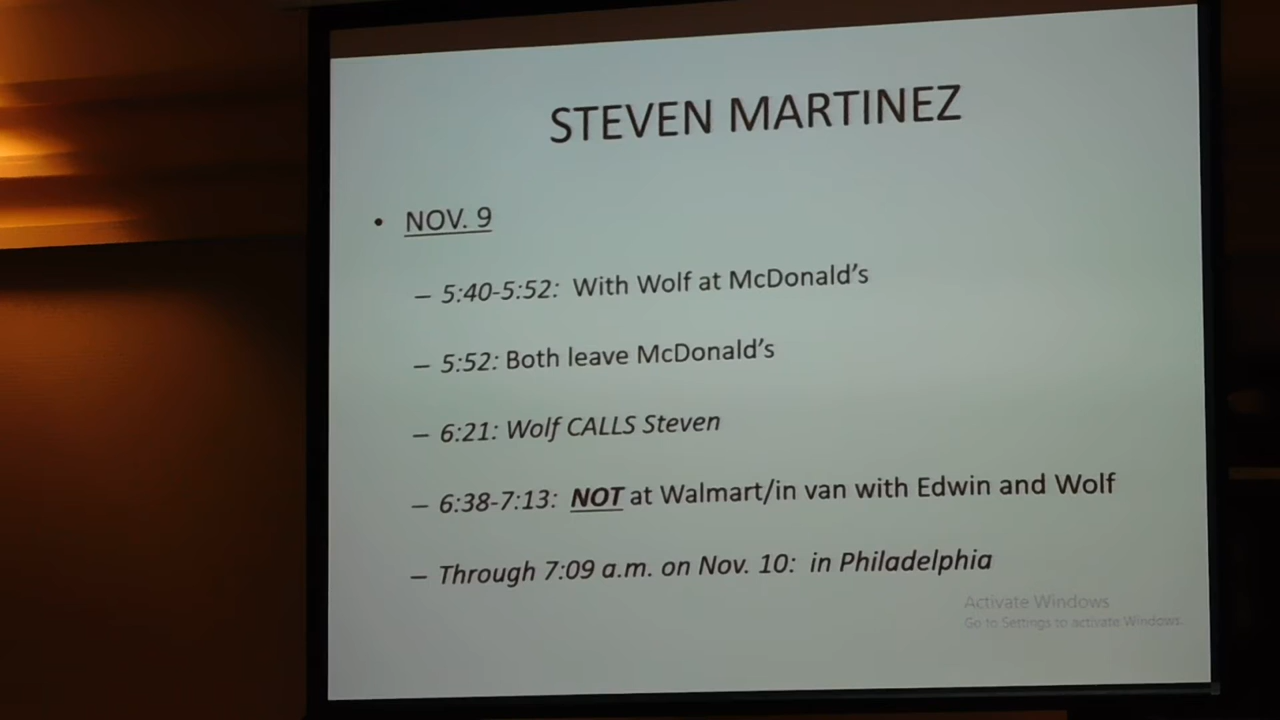 STEVEN MARTINEZ
• NOV. 9
– 5:40-5:52: With Wolf at McDonald's
– 5:52: Both leave McDonald's
– 6:21: Wolf CALLS Steven
– 6:38-7:13: NOT at Walmart/in van with Edwin and Wolf
– Through 7:09 a.m. on Nov. 10: in Philadelphia
Activate Windows
Go to Settings to activate Windows.